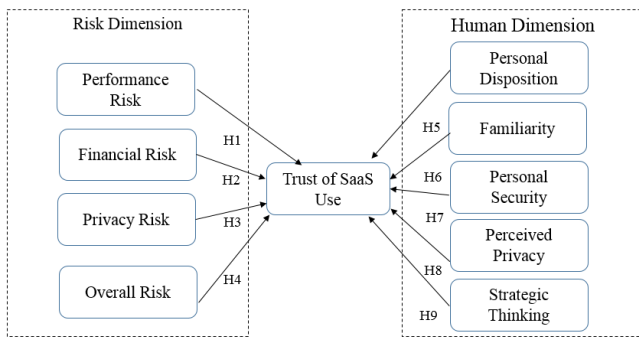 Risk Dimension
Performance
Risk
Financial Risk
Privacy Risk
Overall Risk
H1
H2
H3
H4
Trust of SaaS
Use
Human Dimension
Personal
Disposition
Familiarity
Personal
Security
Perceived
Privacy
Strategic
Thinking
H5
H6
H7
H8
H9